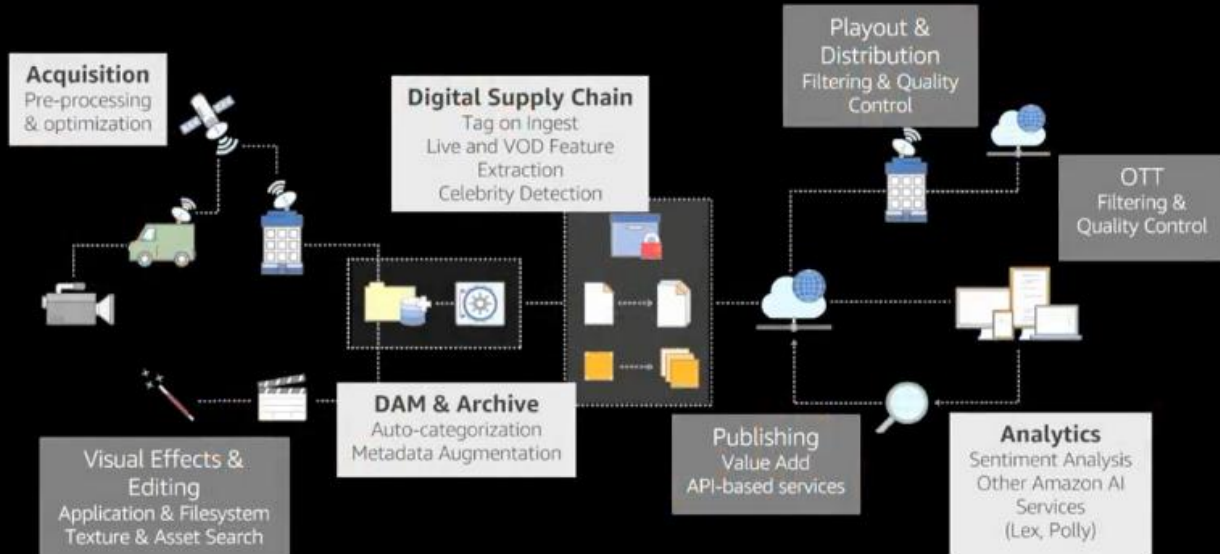 Acquisition
Pre-processing
& optimization
Digital Supply Chain
Tag on Ingest
Live and VOD Feature
Extraction
Celebrity Detection
Playout &
Distribution
Filtering & Quality
Control
OTT
Filtering &
Quality Control
DAM & Archive
Auto-categorization
Metadata Augmentation
Visual Effects &
Editing
Application & Filesystem
Texture & Asset Search
Publishing
Value Add
API-based services
Analytics
Sentiment Analysis
Other Amazon AI
Services
(Lex, Polly)